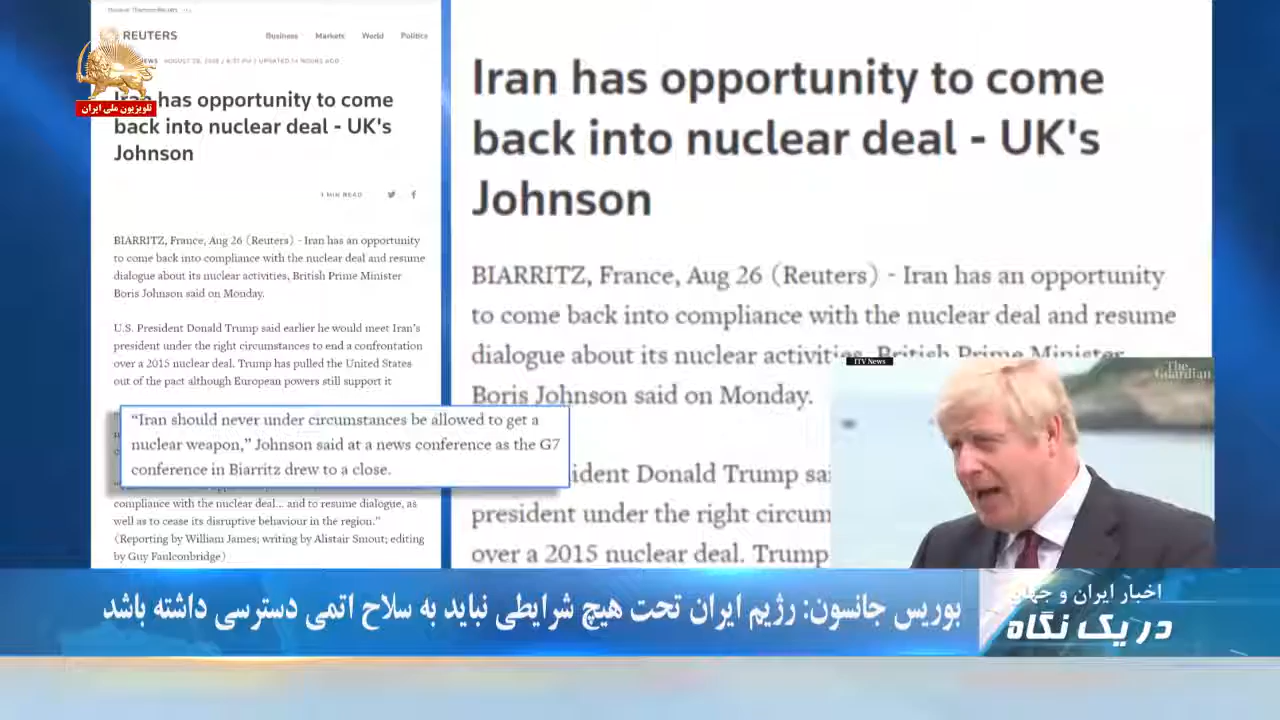 REUTERS
Business Markets World Politics
تلویزیون ملی ایران
Iran has opportunity to come
back into nuclear deal - UK's
Johnson
3 MIN READ
BIARRITZ, France, Aug 26 (Reuters) - Iran has an opportunity
to come back into compliance with the nuclear deal and resume
dialogue about its nuclear activities, British Prime Minister
Boris Johnson said on Monday.
U.S. President Donald Trump said earlier he would meet Iran's
president under the right circumstances to end a confrontation
over a 2015 nuclear deal. Trump has pulled the United States
out of the pact although European powers still support it
“Iran should never under circumstances be allowed to get a
nuclear weapon,” Johnson said at a news conference as the G7
conference in Biarritz drew to a close.
compliance with the nuclear deal... and to resume dialogue, as
well as to cease its disruptive behaviour in the region.”
(Reporting by William James; writing by Alistair Smout; editing
by Guy Faulconbridge)
Iran has opportunity to come
back into nuclear deal - UK's
Johnson
BIARRITZ, France, Aug 26 (Reuters) - Iran has an opportunity
to come back into compliance with the nuclear deal and resume
dialogue about its nuclear activities, British Prime Minister
Boris Johnson said on Monday.
ident Donald Trump sai
president under the right circum
over a 2015 nuclear deal. Trump
ITV News
The
Guardian
اخبار ایران و جهان
در یک نگاه
بوریس جانسون: رژیم ایران تحت هیچ شرایطی نباید به سلاح اتمی دسترسی داشته باشد